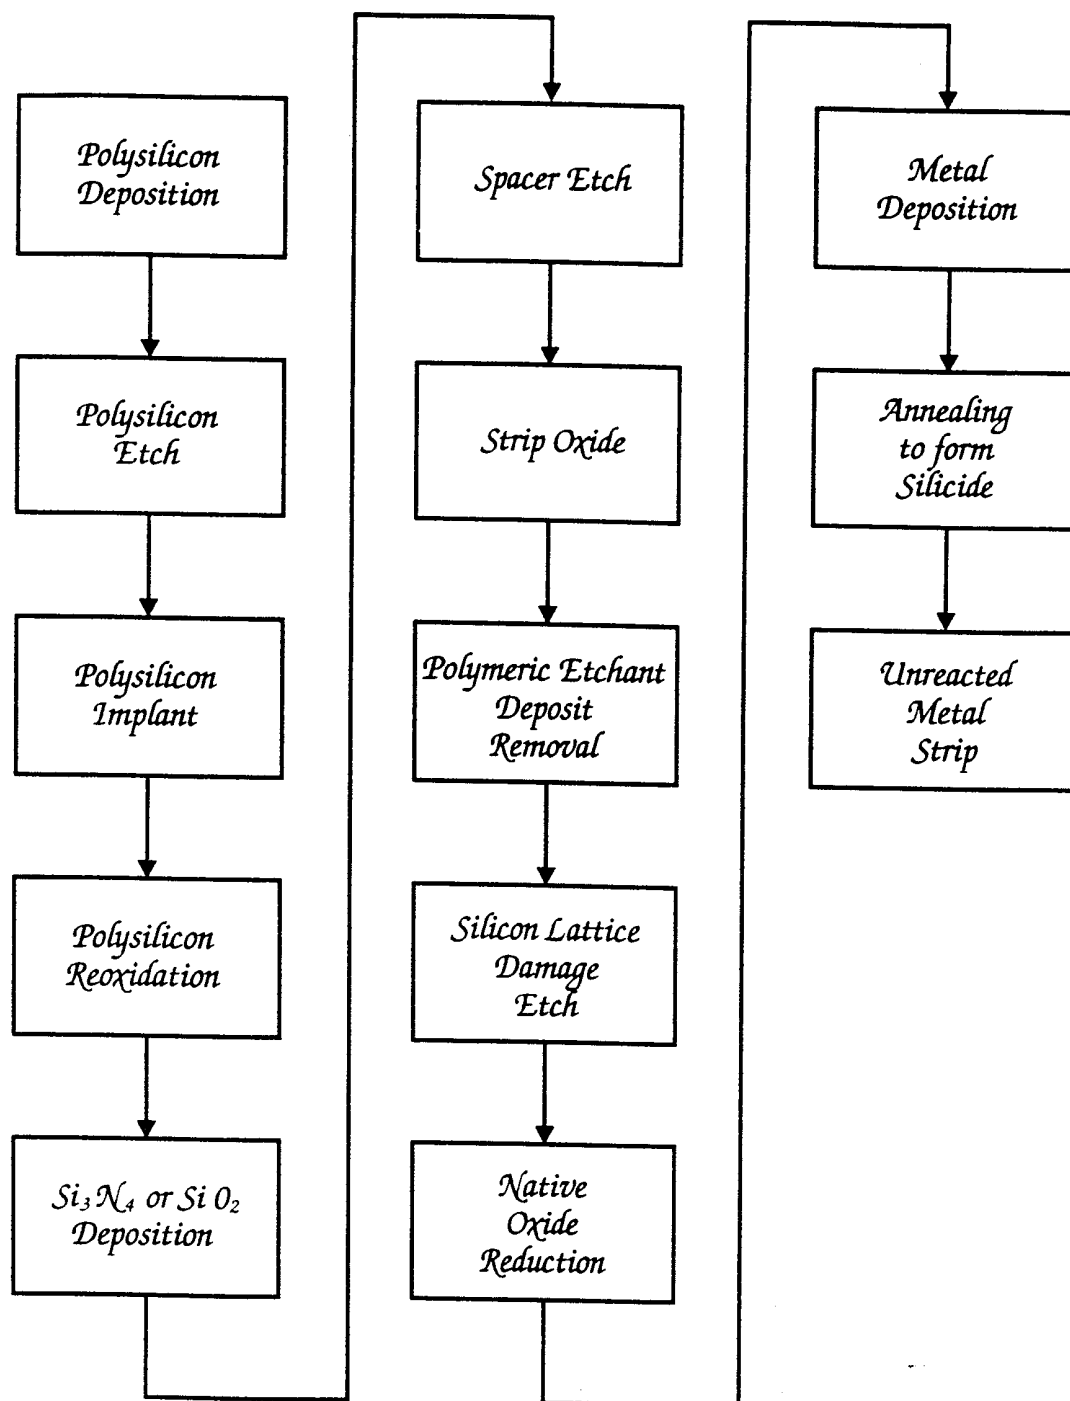 Polysilicon
Deposition
Polysilicon
Etch
Polysilicon
Implant
Polysilicon
Reoxidation
Si₃N₄ or SiO₂
Deposition
Spacer Etch
Strip Oxide
Polymeric Etchant
Deposit
Removal
Silicon Lattice
Damage
Etch
Native
Oxide
Reduction
Metal
Deposition
Annealing
to form
Silicide
Unreacted
Metal
Strip